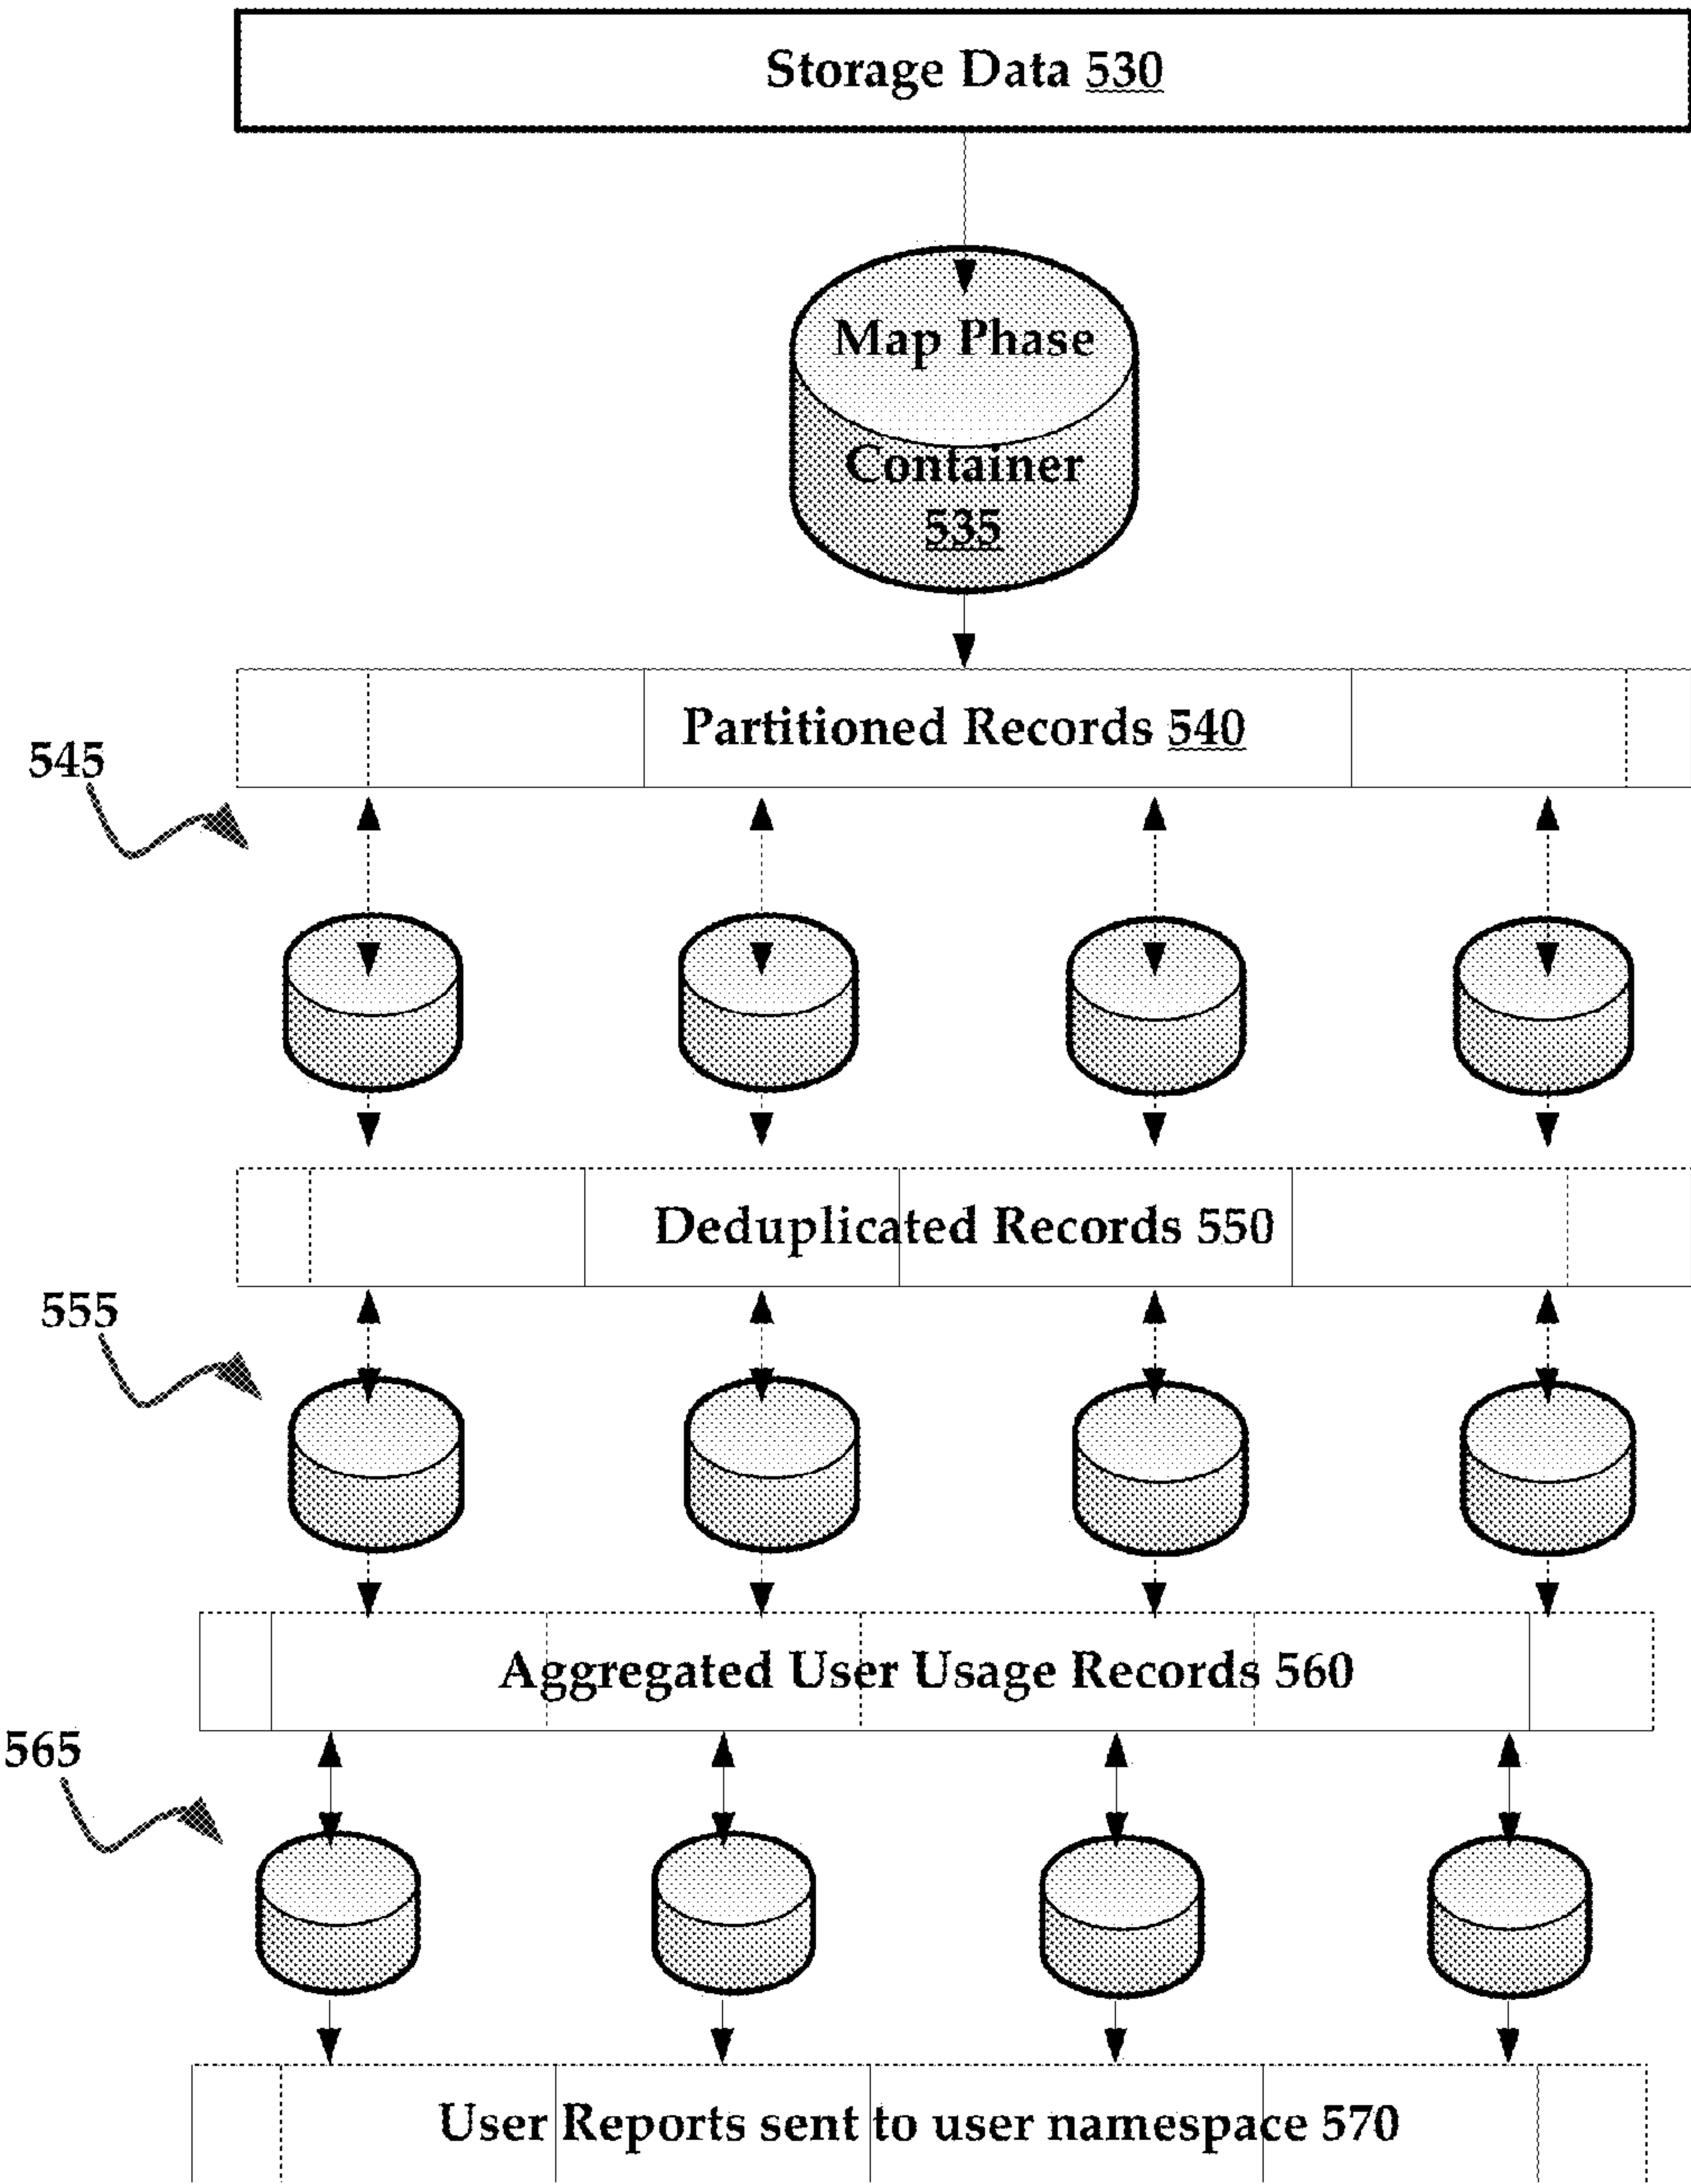 Storage Data 530
Map Phase
Container
535
Partitioned Records 540
545
Deduplicated Records 550
555
Aggregated User Usage Records 560
565
User Reports sent to user namespace 570